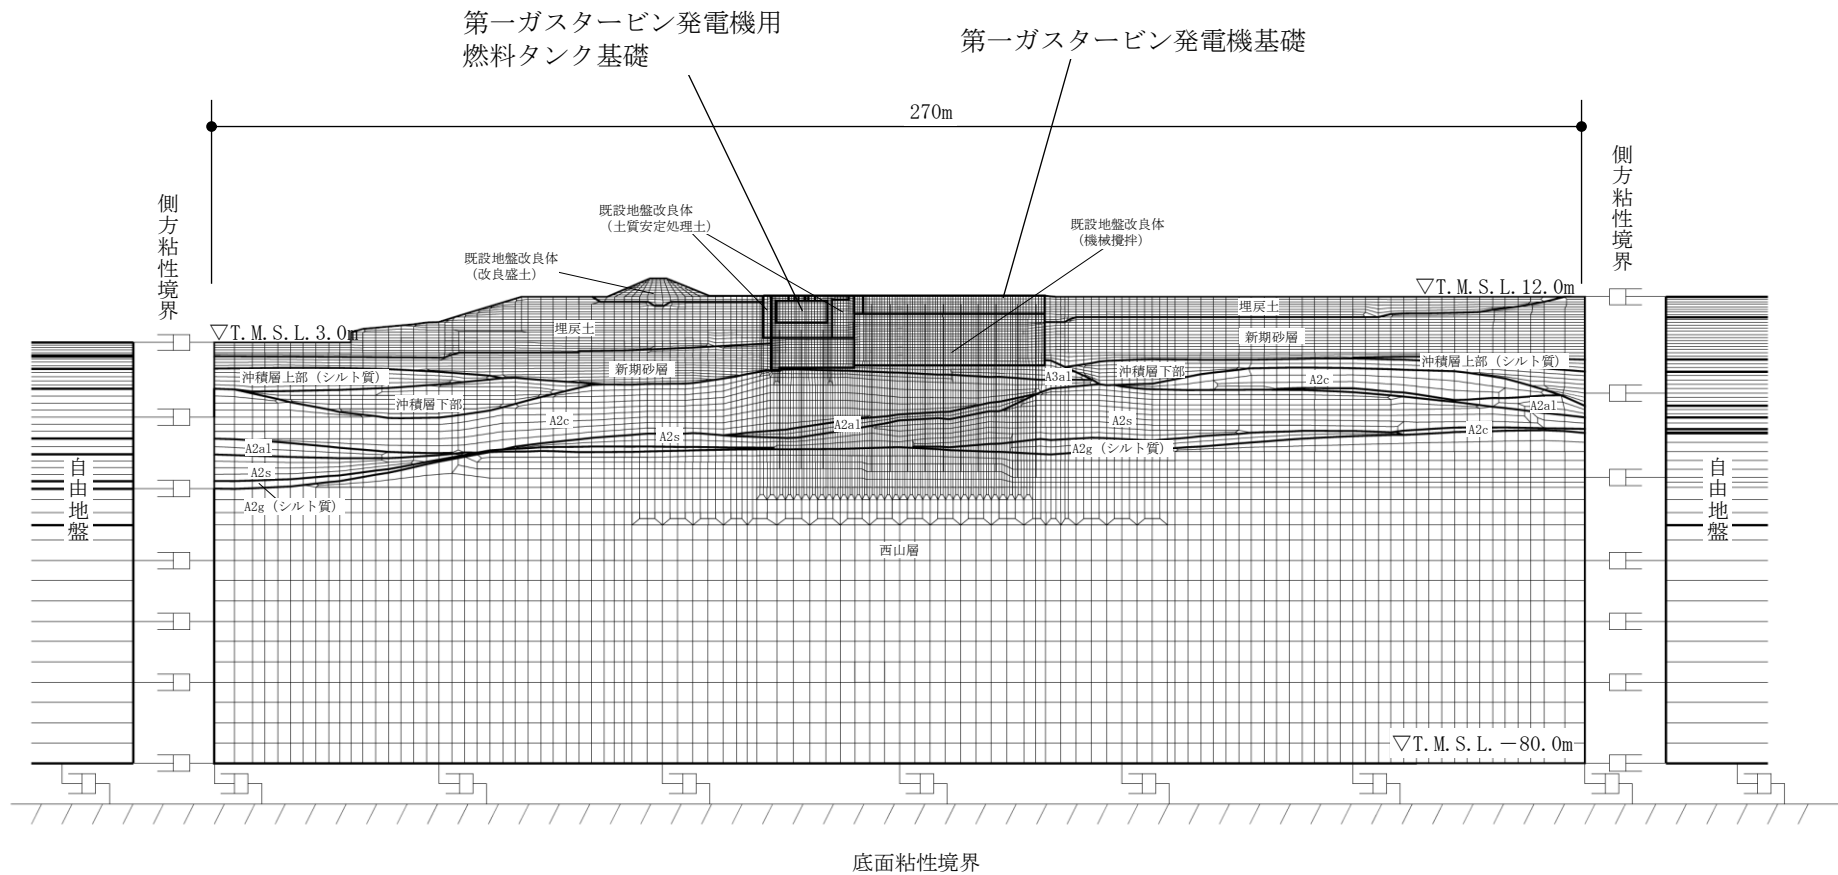 第一ガスタービン発電機用
燃料タンク基礎
第一ガスタービン発電機基礎
270m
側方粘性境界
側方粘性境界
既設地盤改良体
（土質安定処理土）
既設地盤改良体
（機械攪拌）
既設地盤改良体
（改良盛土）
▽T.M.S.L.12.0m
▽T.M.S.L.3.0m
埋戻土
埋戻土
新期砂層
新期砂層
沖積層上部（シルト質）
沖積層上部（シルト質）
沖積層下部
沖積層下部
A3a1
A2c
A2c
A2a1
A2a1
A2s
A2s
A2c
A2a1
A2g（シルト質）
A2s
A2g（シルト質）
自由地盤
自由地盤
西山層
▽T.M.S.L.－80.0m
底面粘性境界